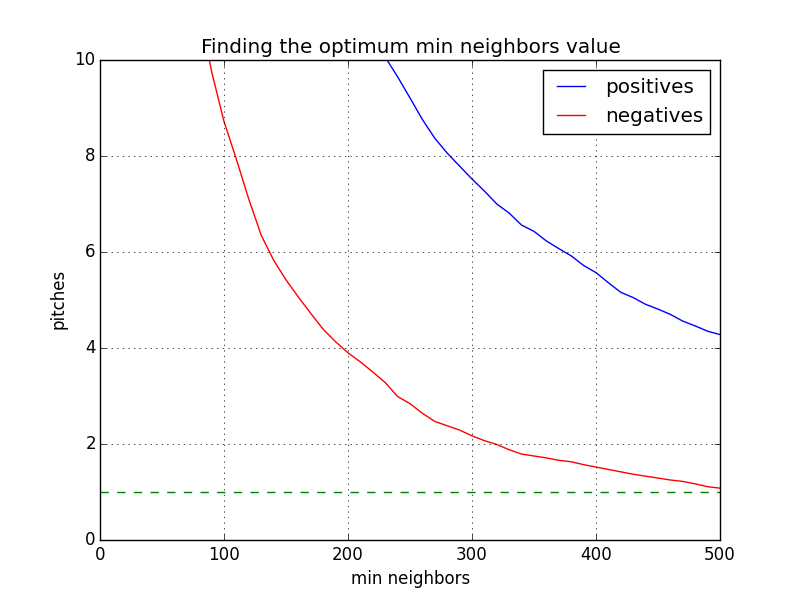 Finding the optimum min neighbors value
positives
negatives
10
8
6
4
2
0
pitches
0 100 200 300 400 500
min neighbors